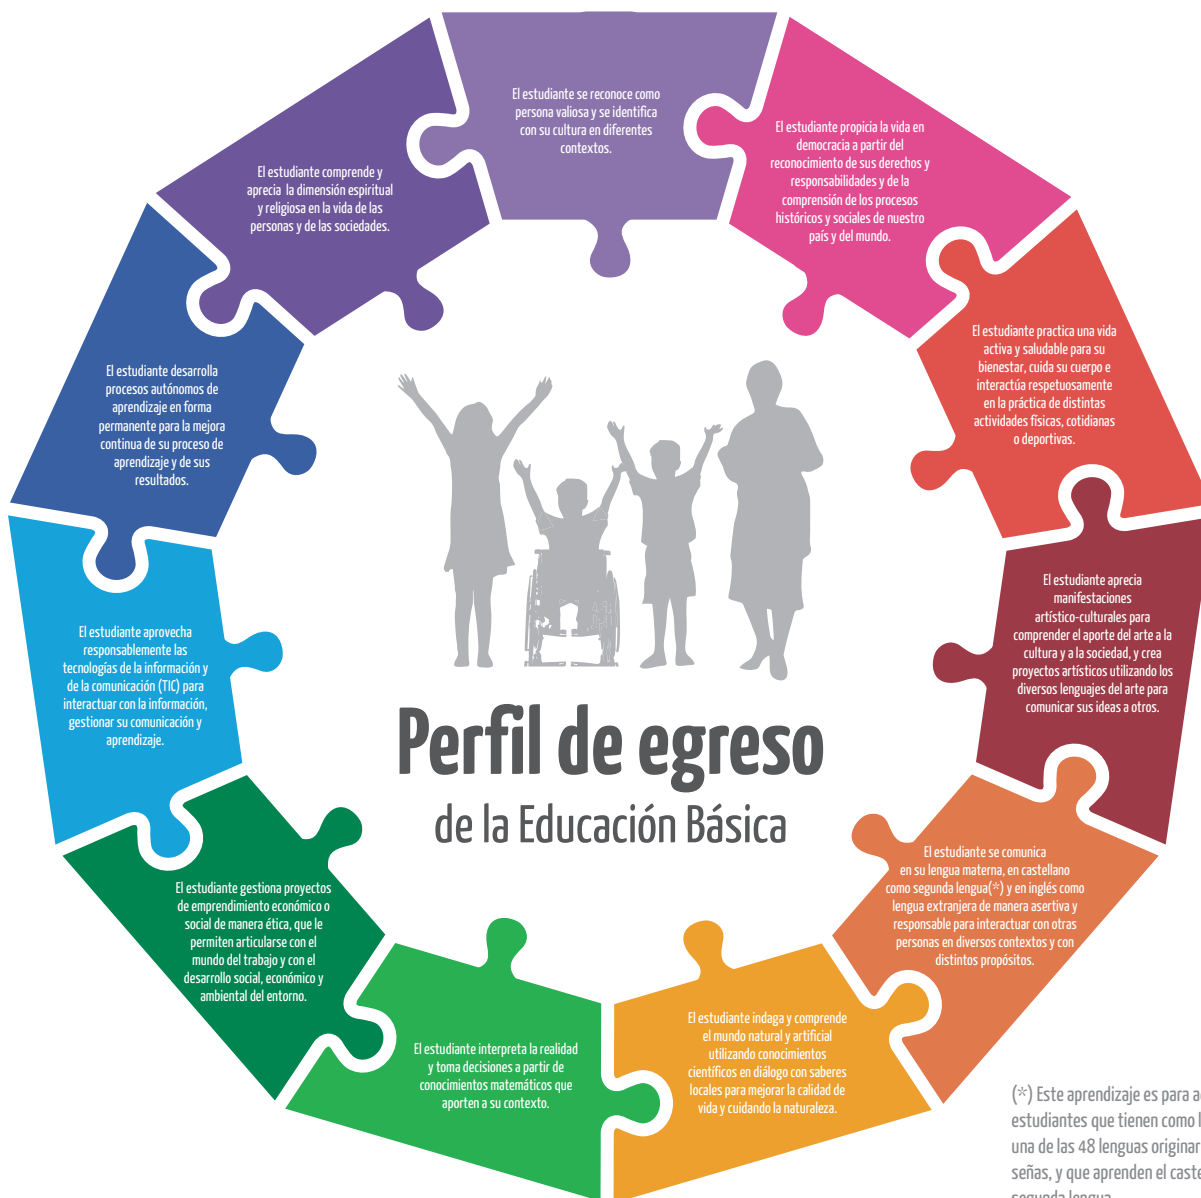 El estudiante se reconoce como
persona valiosa y se identifica
con su cultura en diferentes
contextos.
El estudiante propicia la vida en
democracia a partir del
reconocimiento de sus derechos y
responsabilidades y de la
comprensión de los procesos
históricos y sociales de nuestro
país y del mundo.
El estudiante practica una vida
activa y saludable para su
bienestar, cuida su cuerpo e
interactúa respetuosamente
en la práctica de distintas
actividades físicas, cotidianas
o deportivas.
El estudiante aprecia
manifestaciones
artístico-culturales para
comprender el aporte del arte a la
cultura y a la sociedad, y crea
proyectos artísticos utilizando los
diversos lenguajes del arte para
comunicar sus ideas a otros.
El estudiante se comunica
en su lengua materna, en castellano
como segunda lengua(*) y en inglés como
lengua extranjera de manera asertiva y
responsable para interactuar con otras
personas en diversos contextos y con
distintos propósitos.
El estudiante indaga y comprende
el mundo natural y artificial
utilizando conocimientos
científicos en diálogo con saberes
locales para mejorar la calidad de
vida y cuidando la naturaleza.
El estudiante interpreta la realidad
y toma decisiones a partir de
conocimientos matemáticos que
aporten a su contexto.
El estudiante gestiona proyectos
de emprendimiento económico o
social de manera ética, que le
permiten articularse con el
mundo del trabajo y con el
desarrollo social, económico y
ambiental del entorno.
El estudiante aprovecha
responsablemente las
tecnologías de la información y
de la comunicación (TIC) para
interactuar con la información,
gestionar su comunicación y
aprendizaje.
El estudiante desarrolla
procesos autónomos de
aprendizaje en forma
permanente para la mejora
continua de su proceso de
aprendizaje y de sus
resultados.
El estudiante comprende y
aprecia la dimensión espiritual
y religiosa en la vida de las
personas y de las sociedades.
Perfil de egreso
de la Educación Básica
(*) Este aprendizaje es para
estudiantes que tienen como
una de las 48 lenguas
señas, y que aprenden el
segunda lengua